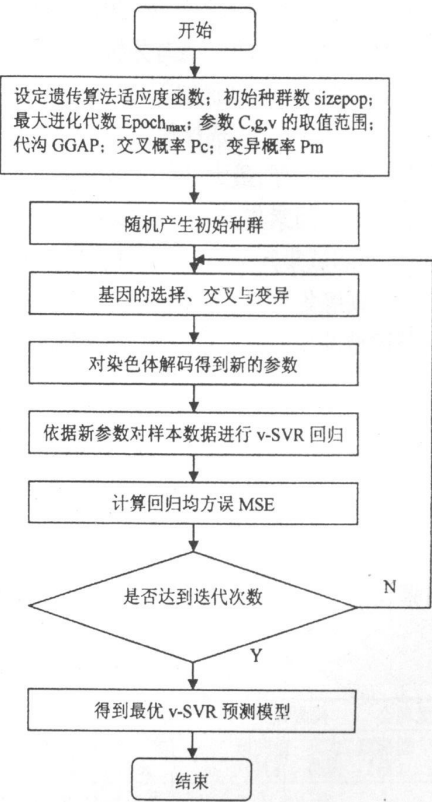 开始
设定遗传算法适应度函数；初始种群数 sizepop；
最大进化代数 Epochmax；参数 C,g,v 的取值范围；
代沟 GGAP；交叉概率 Pc；变异概率 Pm
随机产生初始种群
基因的选择、交叉与变异
对染色体解码得到新的参数
依据新参数对样本数据进行 v-SVR 回归
计算回归均方误 MSE
是否达到迭代次数
N
Y
得到最优 v-SVR 预测模型
结束